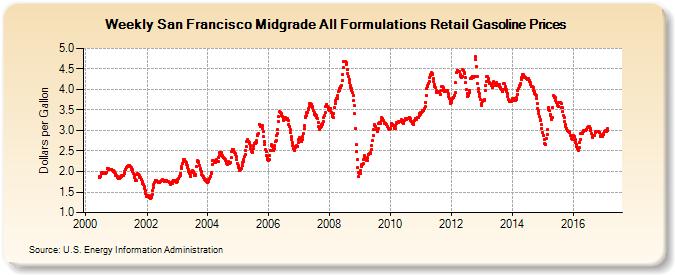 Weekly San Francisco Midgrade All Formulations Retail Gasoline Prices
Dollars per Gallon
5.0
4.5
4.0
3.5
3.0
2.5
2.0
1.5
1.0
2000 2002 2004 2006 2008 2010 2012 2014 2016
Source: U.S. Energy Information Administration